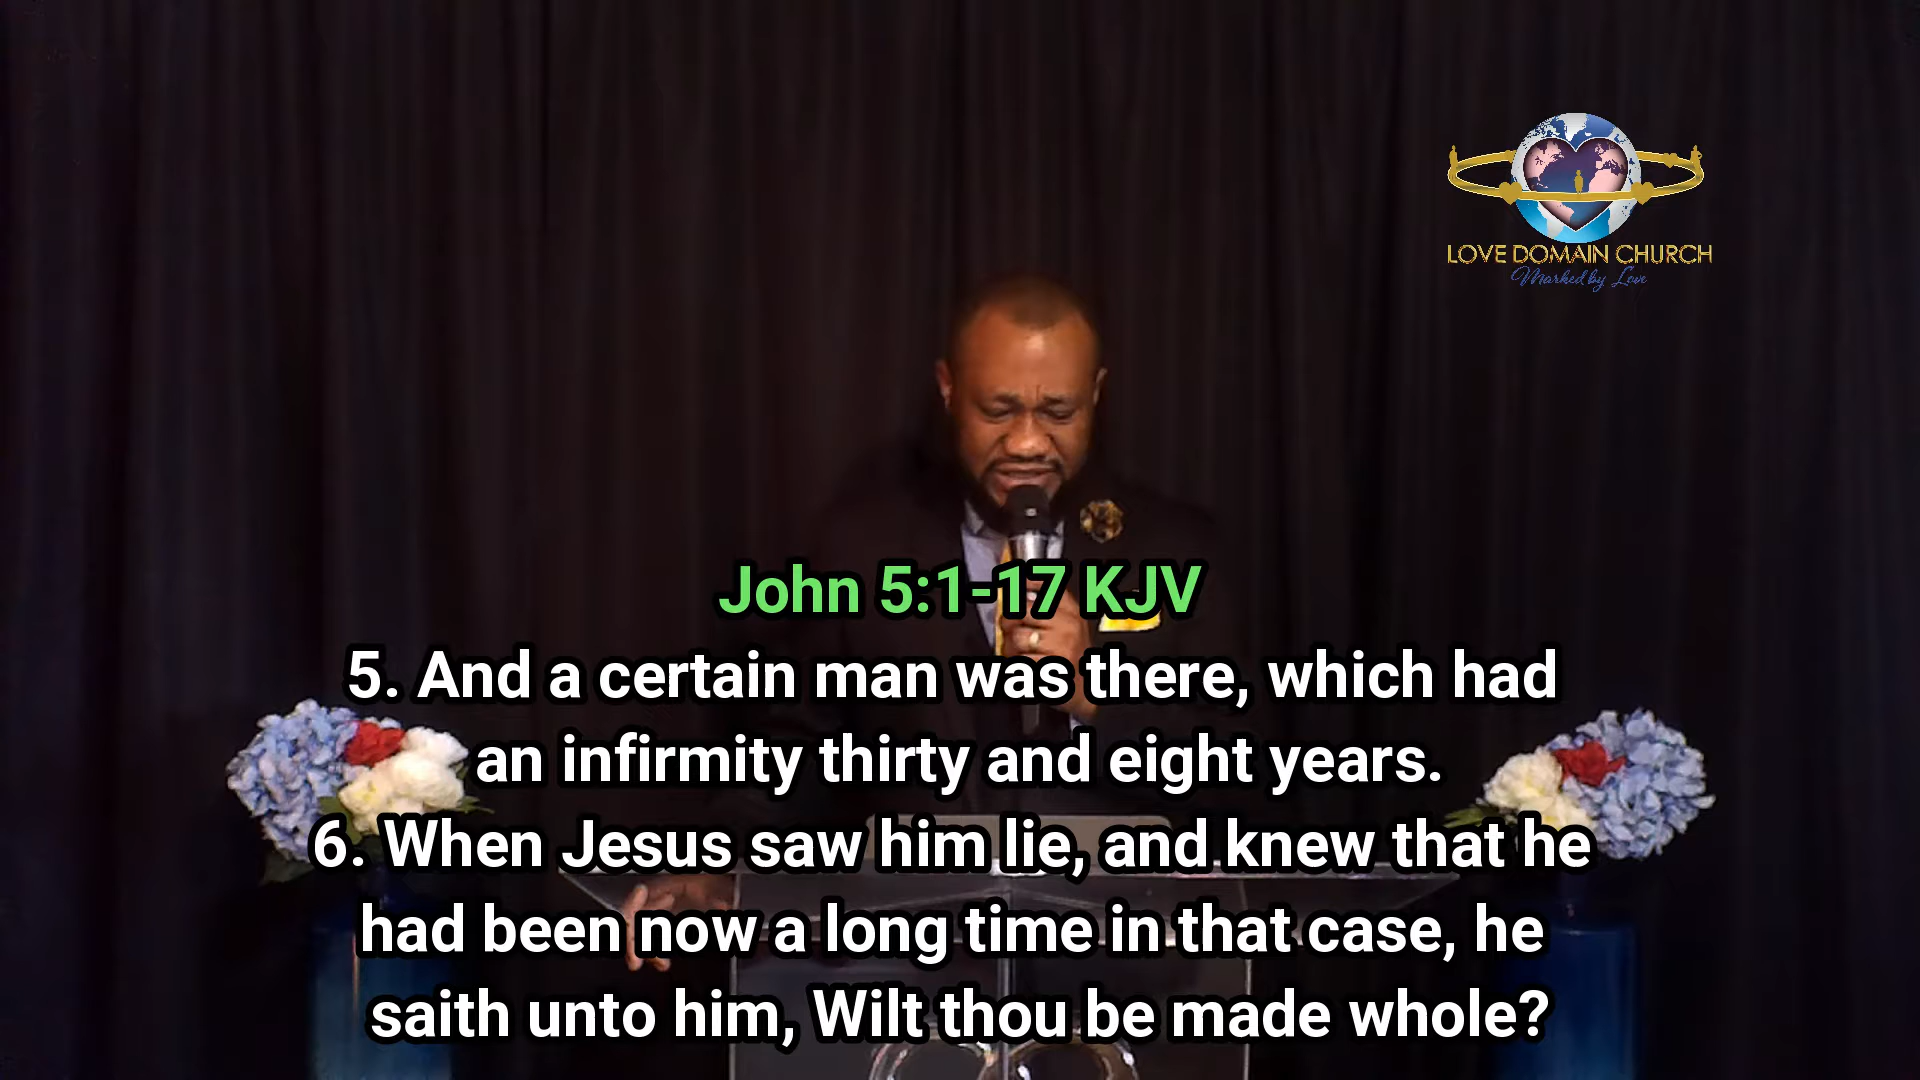 LOVE DOMAIN CHURCH
Marked by Love
John 5:1-17 KJV
5. And a certain man was there, which had
an infirmity thirty and eight years.
6. When Jesus saw him lie, and knew that he
had been now a long time in that case, he
saith unto him, Wilt thou be made whole?